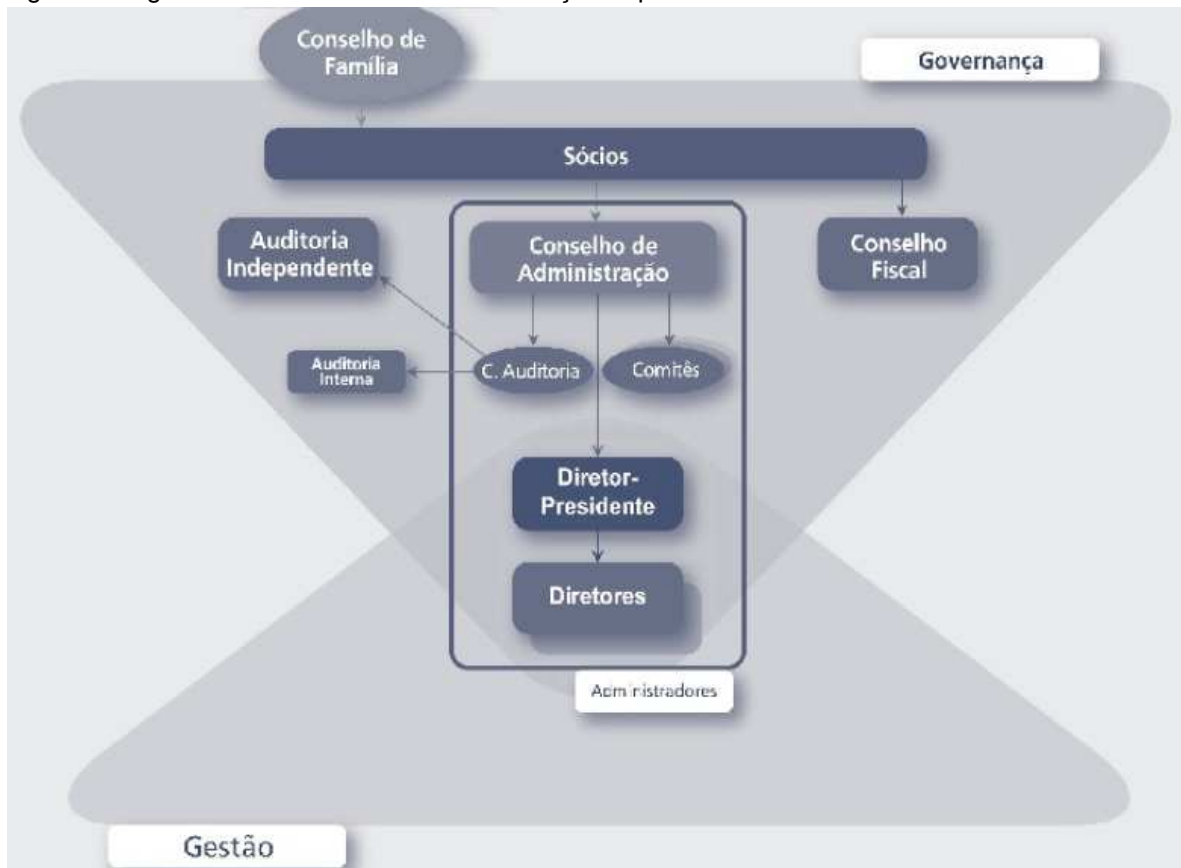 Conselho de
Família
Governança
Sócios
Auditoria
Independente
Conselho de
Administração
Conselho
Fiscal
Auditoria
Interna
C. Auditoria
Comitês
Diretor-
Presidente
Diretores
Administradores
Gestão